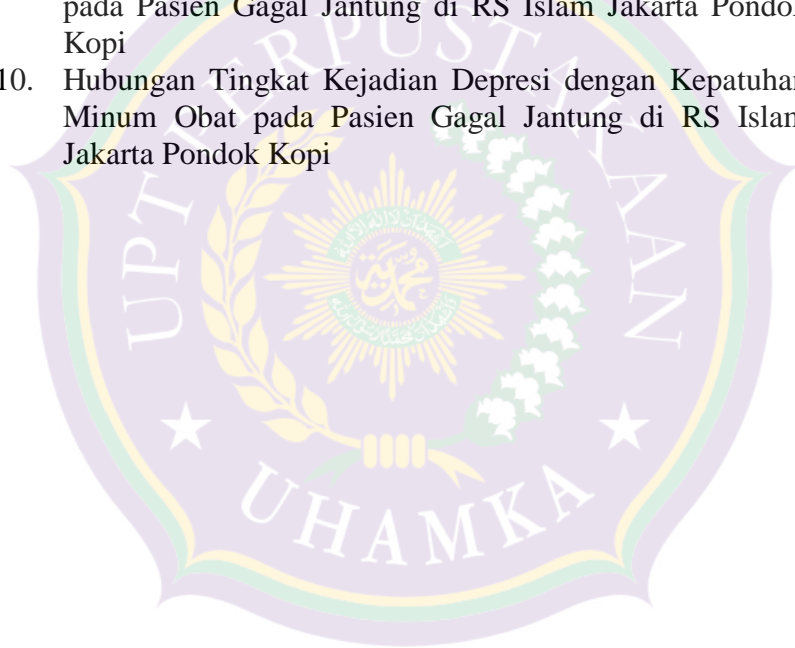 pada Pasien Gagal Jantung di RS Islam Jakarta Pondok
Kopi
10. Hubungan Tingkat Kejadian Depresi dengan Kepatuhan
Minum Obat pada Pasien Gagal Jantung di RS Islam
Jakarta Pondok Kopi
UPT PERPUSTAKAAN
محمدية
UHAMKA